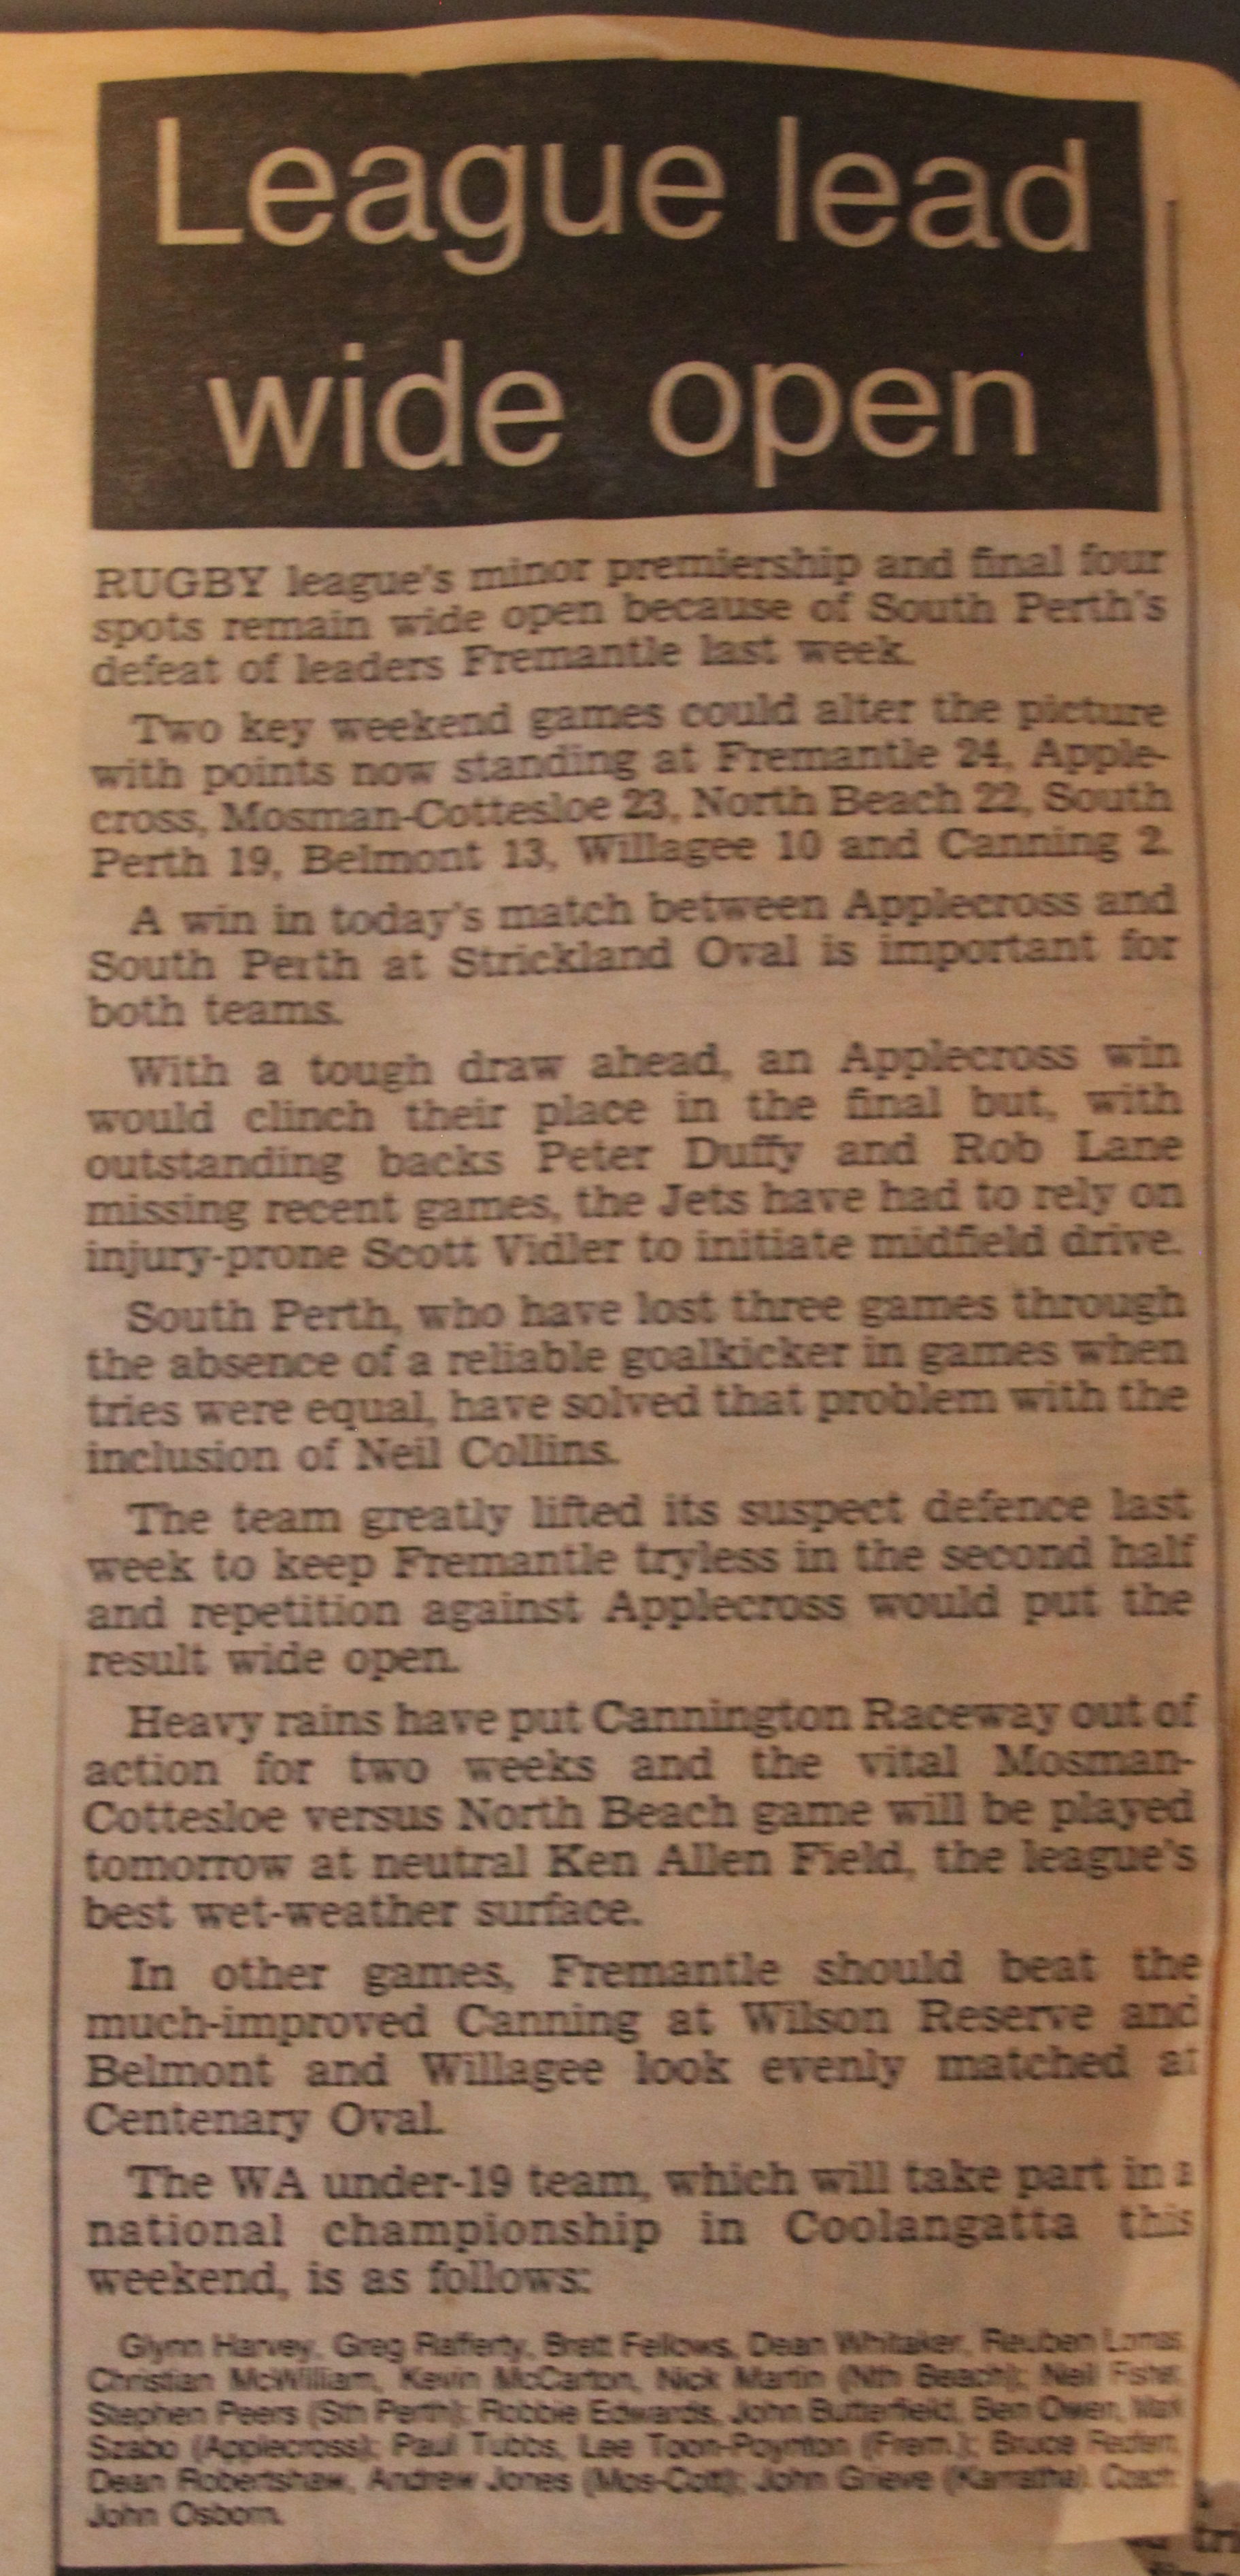 League lead
wide open
RUGBY league's minor premiership and final four
spots remain wide open because of South Perth's
defeat of leaders Fremantle last week.
Two key weekend games could alter the picture
with points now standing at Fremantle 24, Apple-
cross, Mosman-Cottesloe 23, North Beach 22, South
Perth 19, Belmont 13, Willagee 10 and Canning 2.
A win in today's match between Applecross and
South Perth at Strickland Oval is important for
both teams.
With a tough draw ahead, an Applecross win
would clinch their place in the final but, with
outstanding backs Peter Duffy and Rob Lane
missing recent games, the Jets have had to rely on
injury-prone Scott Vidler to initiate midfield drive.
South Perth, who have lost three games through
the absence of a reliable goalkicker in games when
tries were equal, have solved that problem with the
inclusion of Neil Collins.
The team greatly lifted its suspect defence last
week to keep Fremantle tryless in the second half
and repetition against Applecross would put the
result wide open.
Heavy rains have put Cannington Raceway out of
action for two weeks and the vital Mosman-
Cottesloe versus North Beach game will be played
tomorrow at neutral Ken Allen Field, the league's
best wet-weather surface.
In other games, Fremantle should beat the
much-improved Canning at Wilson Reserve and
Belmont and Willagee look evenly matched at
Centenary Oval.
The WA under-19 team, which will take part in a
national championship in Coolangatta this
weekend, is as follows:
Glynn Harvey, Greg Rafferty, Brett Fellows, Dean Whitaker, Reuben Lomas,
Christian McWilliam, Kevin McCarton, Nick Martin (Nth Beach); Neil Fisher,
Stephen Peers (Sth Perth); Robbie Edwards, John Butterfield, Ben Owen, Mark
Szabo (Applecross); Paul Tubbs, Lee Toon-Poynton (Frem.); Bruce
Dean Robertshaw, Andrew Jones (Mos-Cott); John Grieve (Karratha). Coach:
John Osborn.